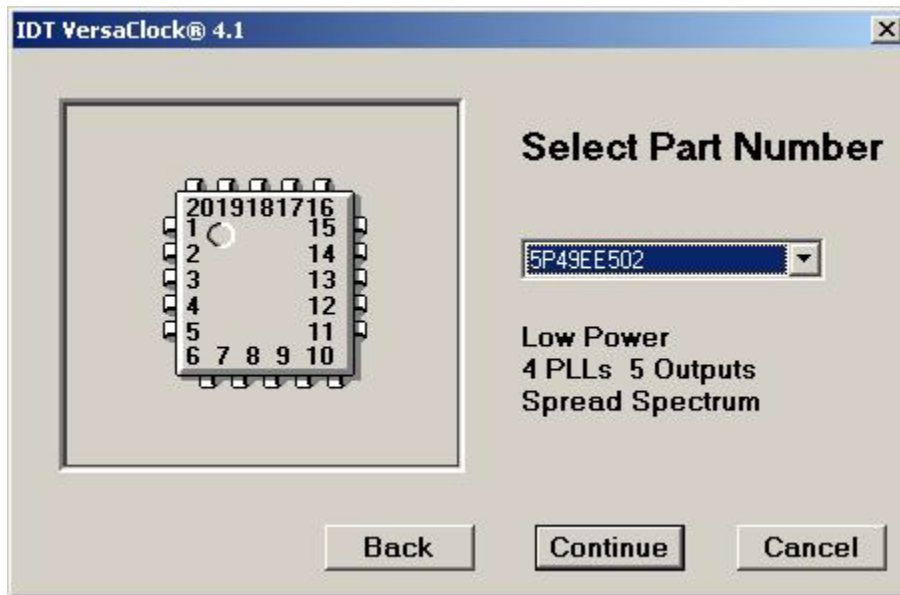 IDT VersaClock® 4.1
Select Part Number
20 19 18 17 16
1 15
2 14
3 13
4 12
5 11
6 7 8 9 10
5P49EE502
Low Power
4 PLLs 5 Outputs
Spread Spectrum
Back
Continue
Cancel